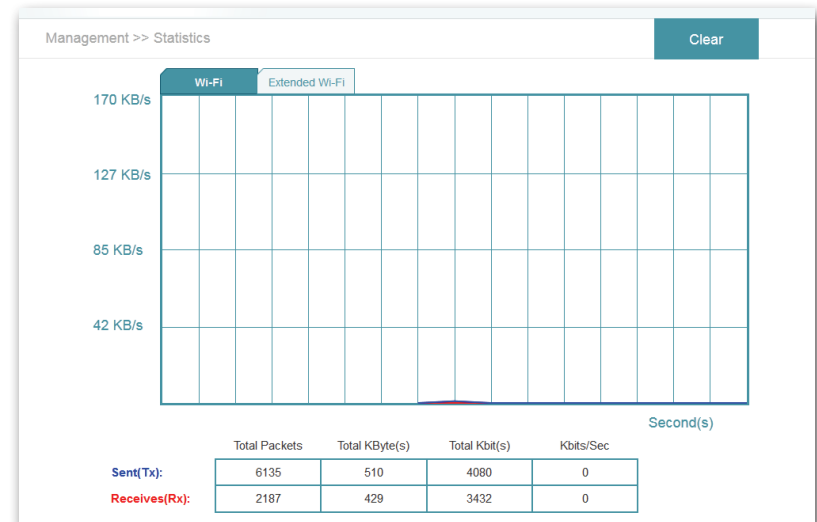 Management >> Statistics Clear
Wi-Fi Extended Wi-Fi
170 KB/s
127 KB/s
85 KB/s
42 KB/s
Second(s)
Total Packets Total KByte(s) Total Kbit(s) Kbits/Sec
Sent(Tx): 6135 510 4080 0
Receives(Rx): 2187 429 3432 0